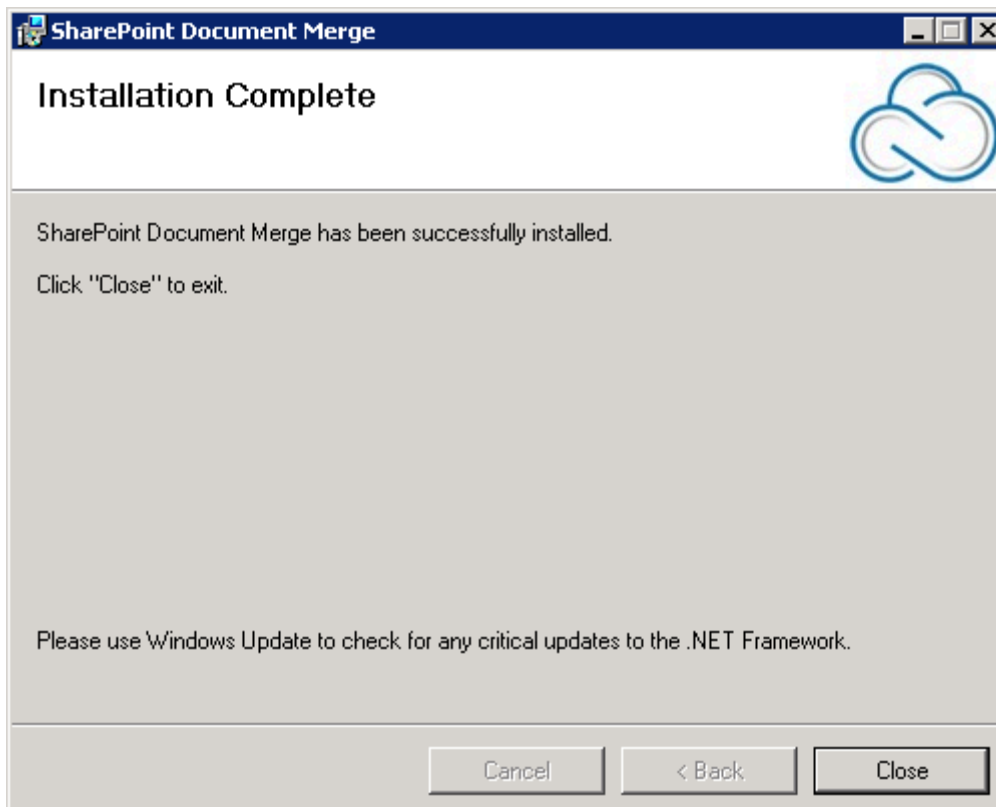 SharePoint Document Merge
Installation Complete
SharePoint Document Merge has been successfully installed.
Click "Close" to exit.
Please use Windows Update to check for any critical updates to the .NET Framework.
Cancel
< Back
Close